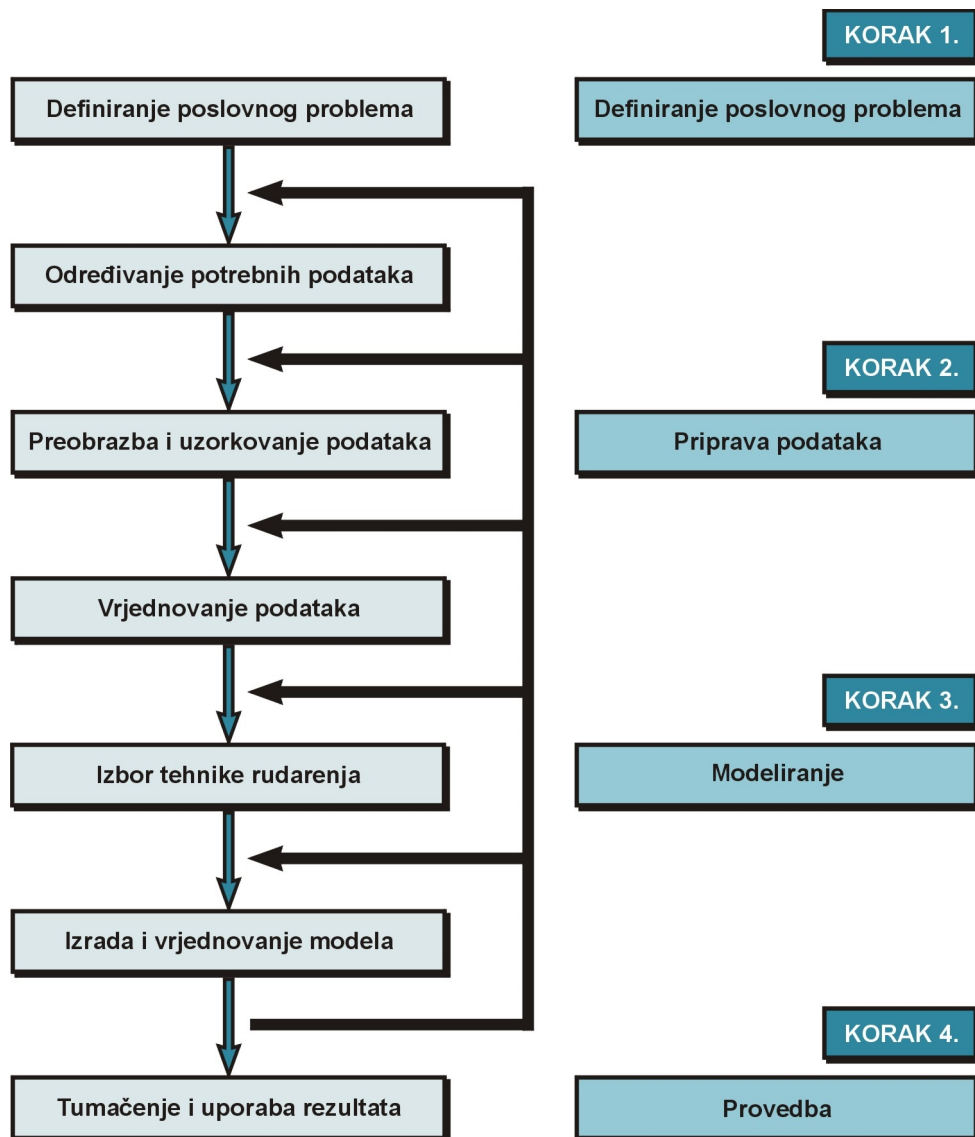 KORAK 1.
Definiranje poslovnog problema
Definiranje poslovnog problema
Određivanje potrebnih podataka
KORAK 2.
Preobrazba i uzorkovanje podataka
Priprava podataka
Vrjednovanje podataka
KORAK 3.
Izbor tehnike rudarenja
Modeliranje
Izrada i vrjednovanje modela
KORAK 4.
Tumačenje i uporaba rezultata
Provedba